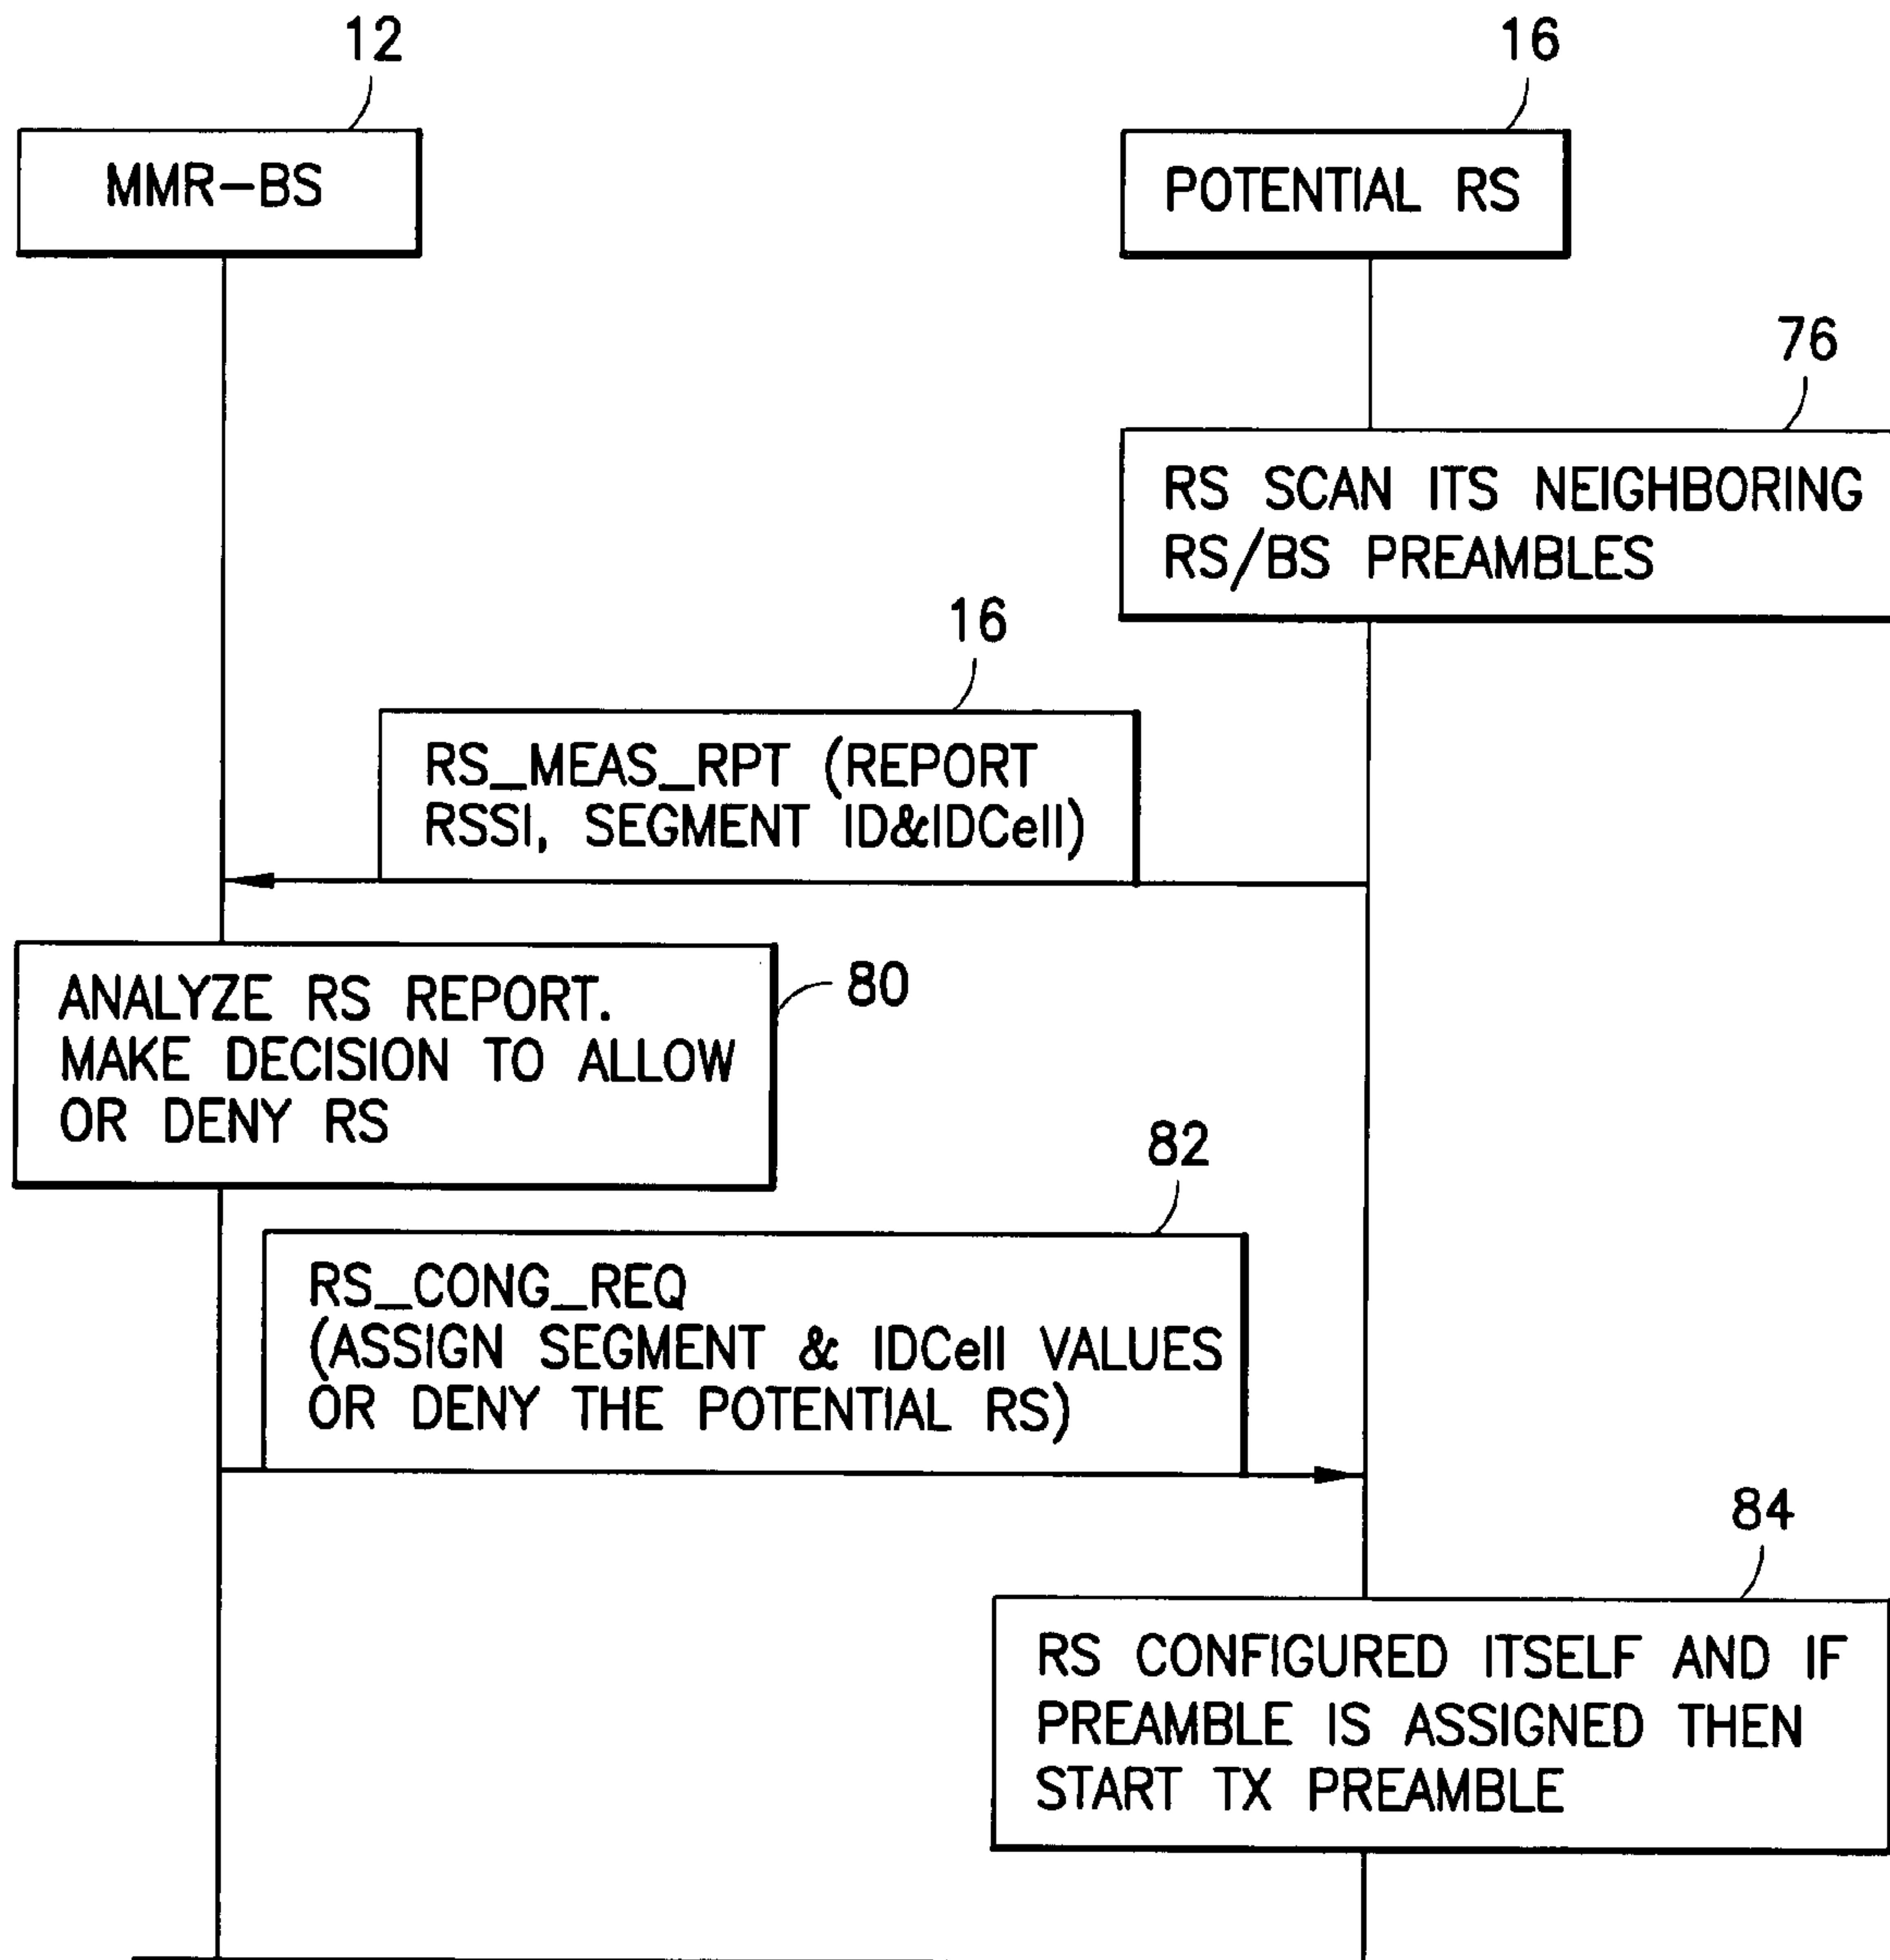 12
16
MMR-BS
POTENTIAL RS
76
RS SCAN ITS NEIGHBORING
RS/BS PREAMBLES
16
RS_MEAS_RPT (REPORT
RSSI, SEGMENT ID&IDCell)
ANALYZE RS REPORT.
MAKE DECISION TO ALLOW
OR DENY RS
80
82
RS_CONG_REQ
(ASSIGN SEGMENT & IDCell VALUES
OR DENY THE POTENTIAL RS)
84
RS CONFIGURED ITSELF AND IF
PREAMBLE IS ASSIGNED THEN
START TX PREAMBLE